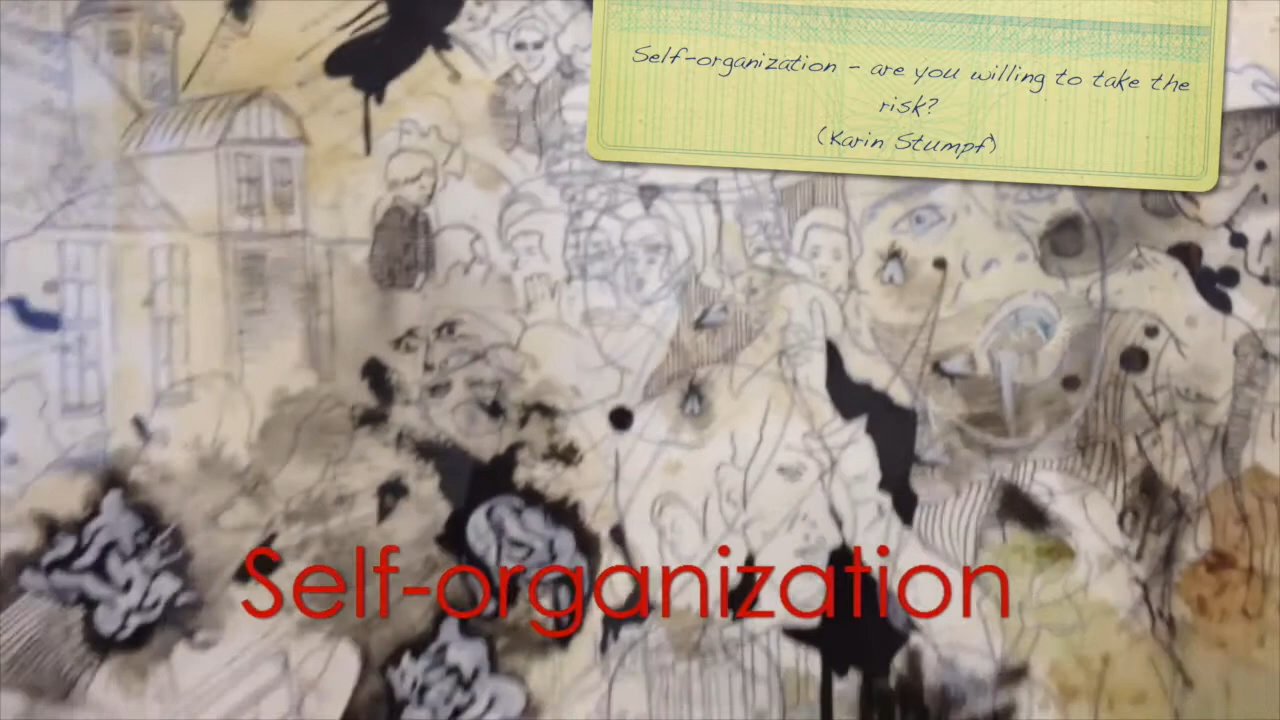 Self-organization - are you willing to take the
risk?
(Karin Stumpf)
Self-organization